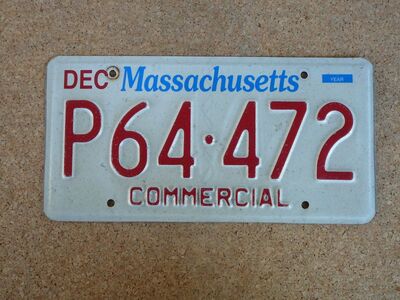 DEC Massachusetts YEAR
P64·472
COMMERCIAL